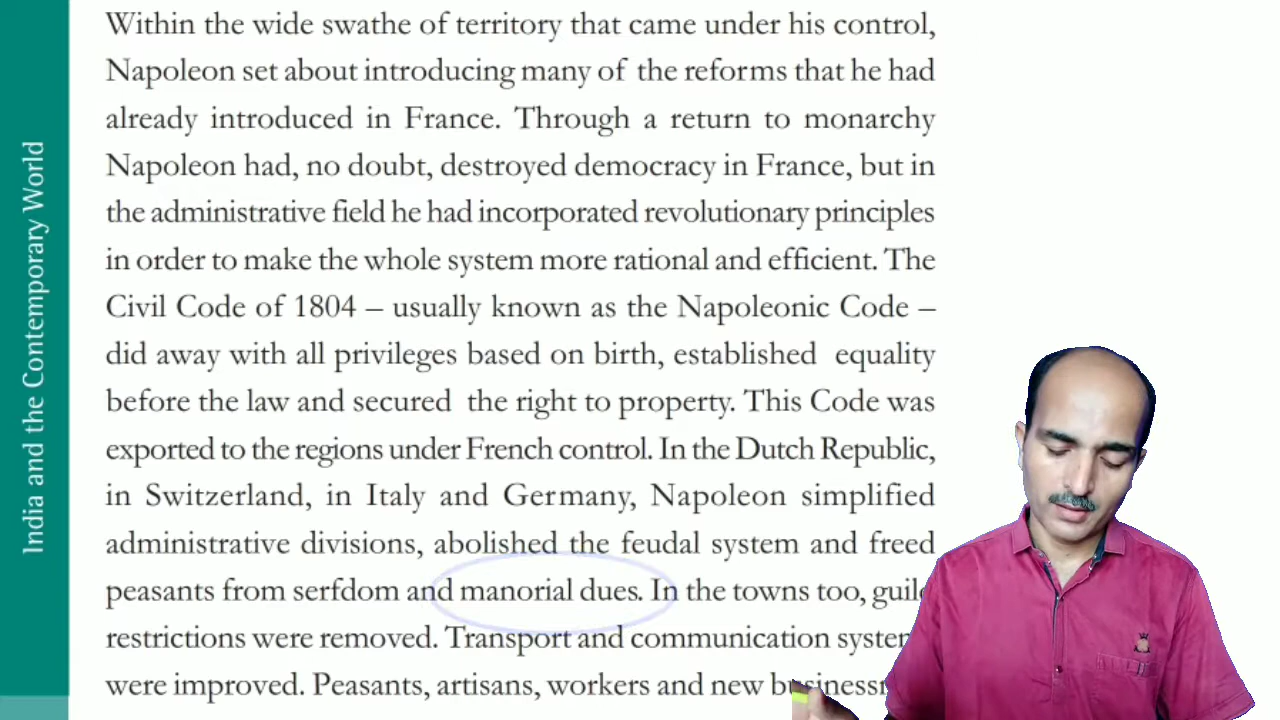 India and the Contemporary World
Within the wide swathe of territory that came under his control,
Napoleon set about introducing many of the reforms that he had
already introduced in France. Through a return to monarchy
Napoleon had, no doubt, destroyed democracy in France, but in
the administrative field he had incorporated revolutionary principles
in order to make the whole system more rational and efficient. The
Civil Code of 1804 – usually known as the Napoleonic Code –
did away with all privileges based on birth, established equality
before the law and secured the right to property. This Code was
exported to the regions under French control. In the Dutch Republic,
in Switzerland, in Italy and Germany, Napoleon simplified
administrative divisions, abolished the feudal system and freed
peasants from serfdom and manorial dues. In the towns too,
restrictions were removed. Transport and communication
were improved. Peasants, artisans, workers and new